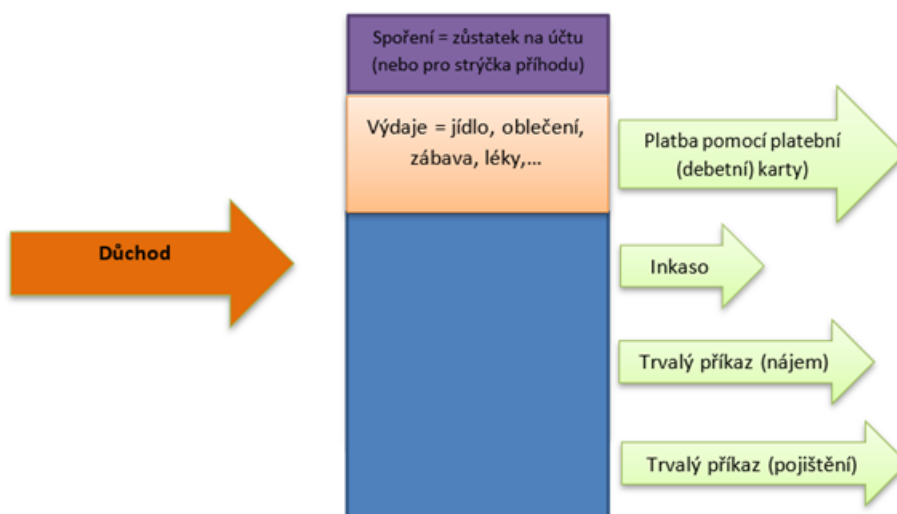 Spoření = zůstatek na účtu
(nebo pro strýčka příhodu)
Výdaje = jídlo, oblečení,
zábava, léky,...
Platba pomocí platební
(debetní) karty)
Důchod
Inkaso
Trvalý příkaz (nájem)
Trvalý příkaz (pojištění)